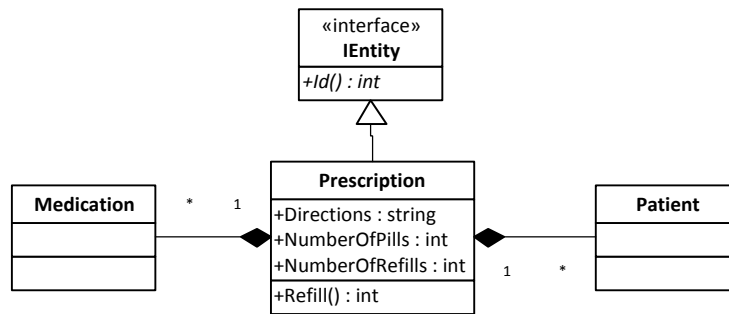 «interface»
IEntity
+Id() : int
Prescription
+Directions : string
+NumberOfPills : int
+NumberOfRefills : int
+Refill() : int
Medication
* 1
Patient
1 *